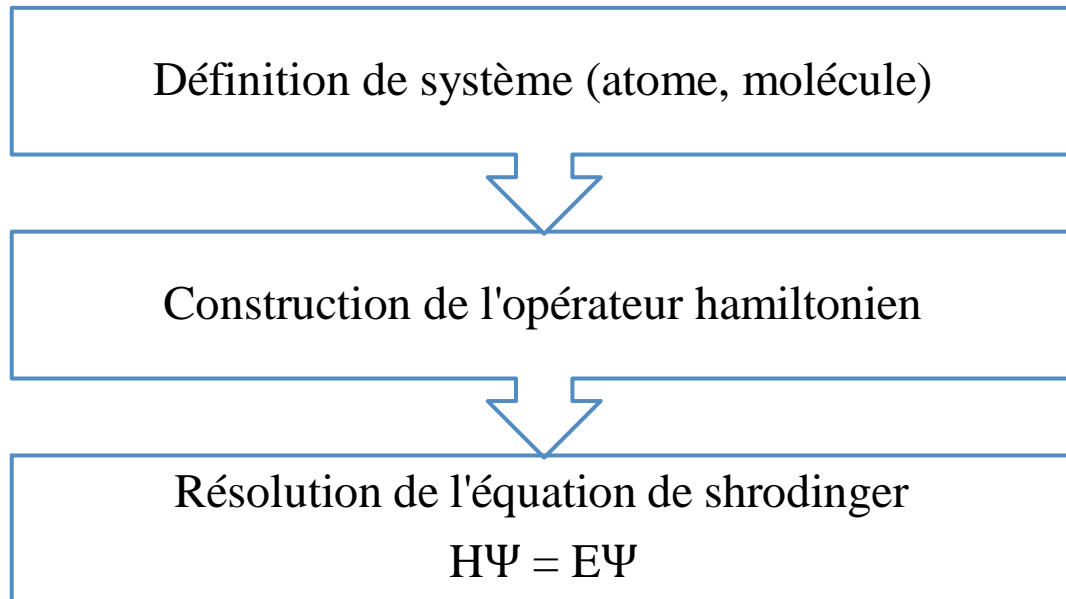 Définition de système (atome, molécule)
Construction de l'opérateur hamiltonien
Résolution de l'équation de shrodinger
HΨ = EΨ